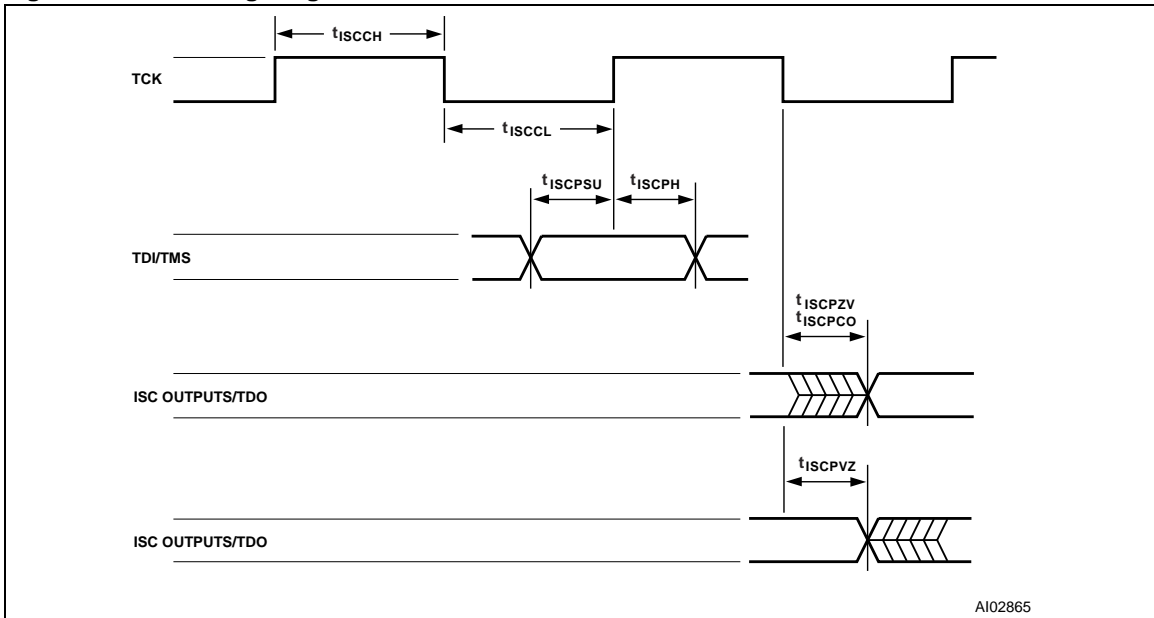 tISCCH
TCK
tISCCL
tISCPSU
tISCPH
TDI/TMS
tISCPZV
tISCPCO
ISC OUTPUTS/TDO
tISCPVZ
ISC OUTPUTS/TDO
AI02865